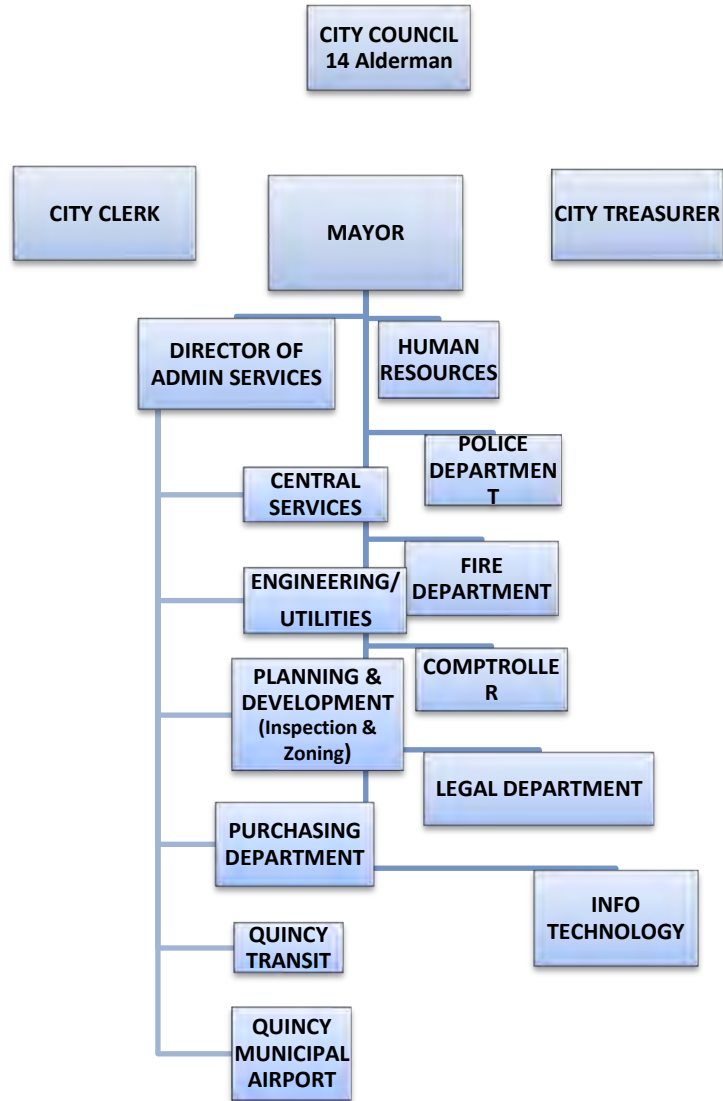 CITY COUNCIL
14 Alderman
CITY CLERK
MAYOR
CITY TREASURER
DIRECTOR OF
ADMIN SERVICES
HUMAN
RESOURCES
POLICE
DEPARTMEN
T
CENTRAL
SERVICES
FIRE
DEPARTMENT
ENGINEERING/
UTILITIES
COMPTROLLE
R
PLANNING &
DEVELOPMENT
(Inspection &
Zoning)
LEGAL DEPARTMENT
PURCHASING
DEPARTMENT
INFO
TECHNOLOGY
QUINCY
TRANSIT
QUINCY
MUNICIPAL
AIRPORT